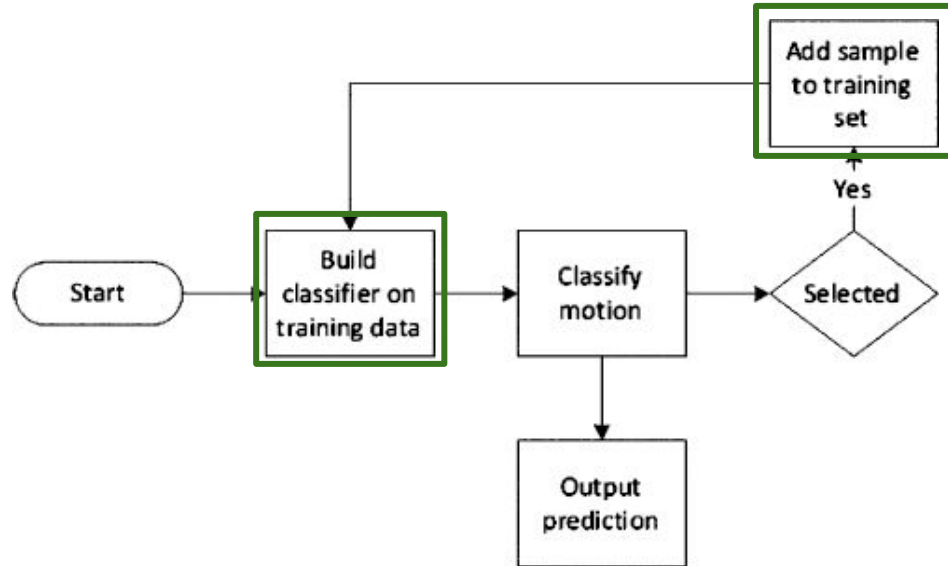 Add sample
to training
set
Yes
Start
Build
classifier on
training data
Classify
motion
Selected
Output
prediction